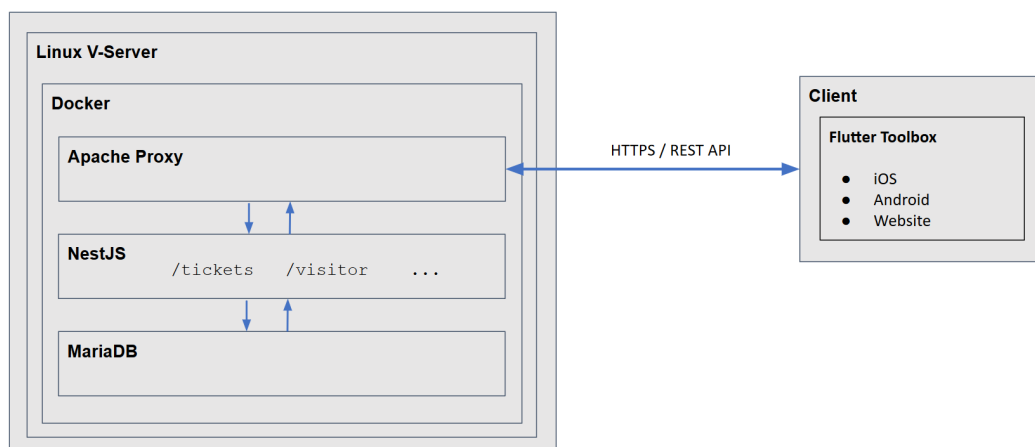 Linux V-Server
Docker
Apache Proxy
NestJS
/tickets /visitor ...
MariaDB
HTTPS / REST API
Client
Flutter Toolbox
● iOS
● Android
● Website